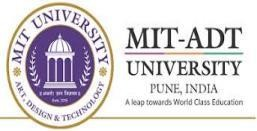 MIT UNIVERSITY
ART, DESIGN & TECHNOLOGY
MIT-ADT
UNIVERSITY
PUNE, INDIA
A leap towards World Class Education